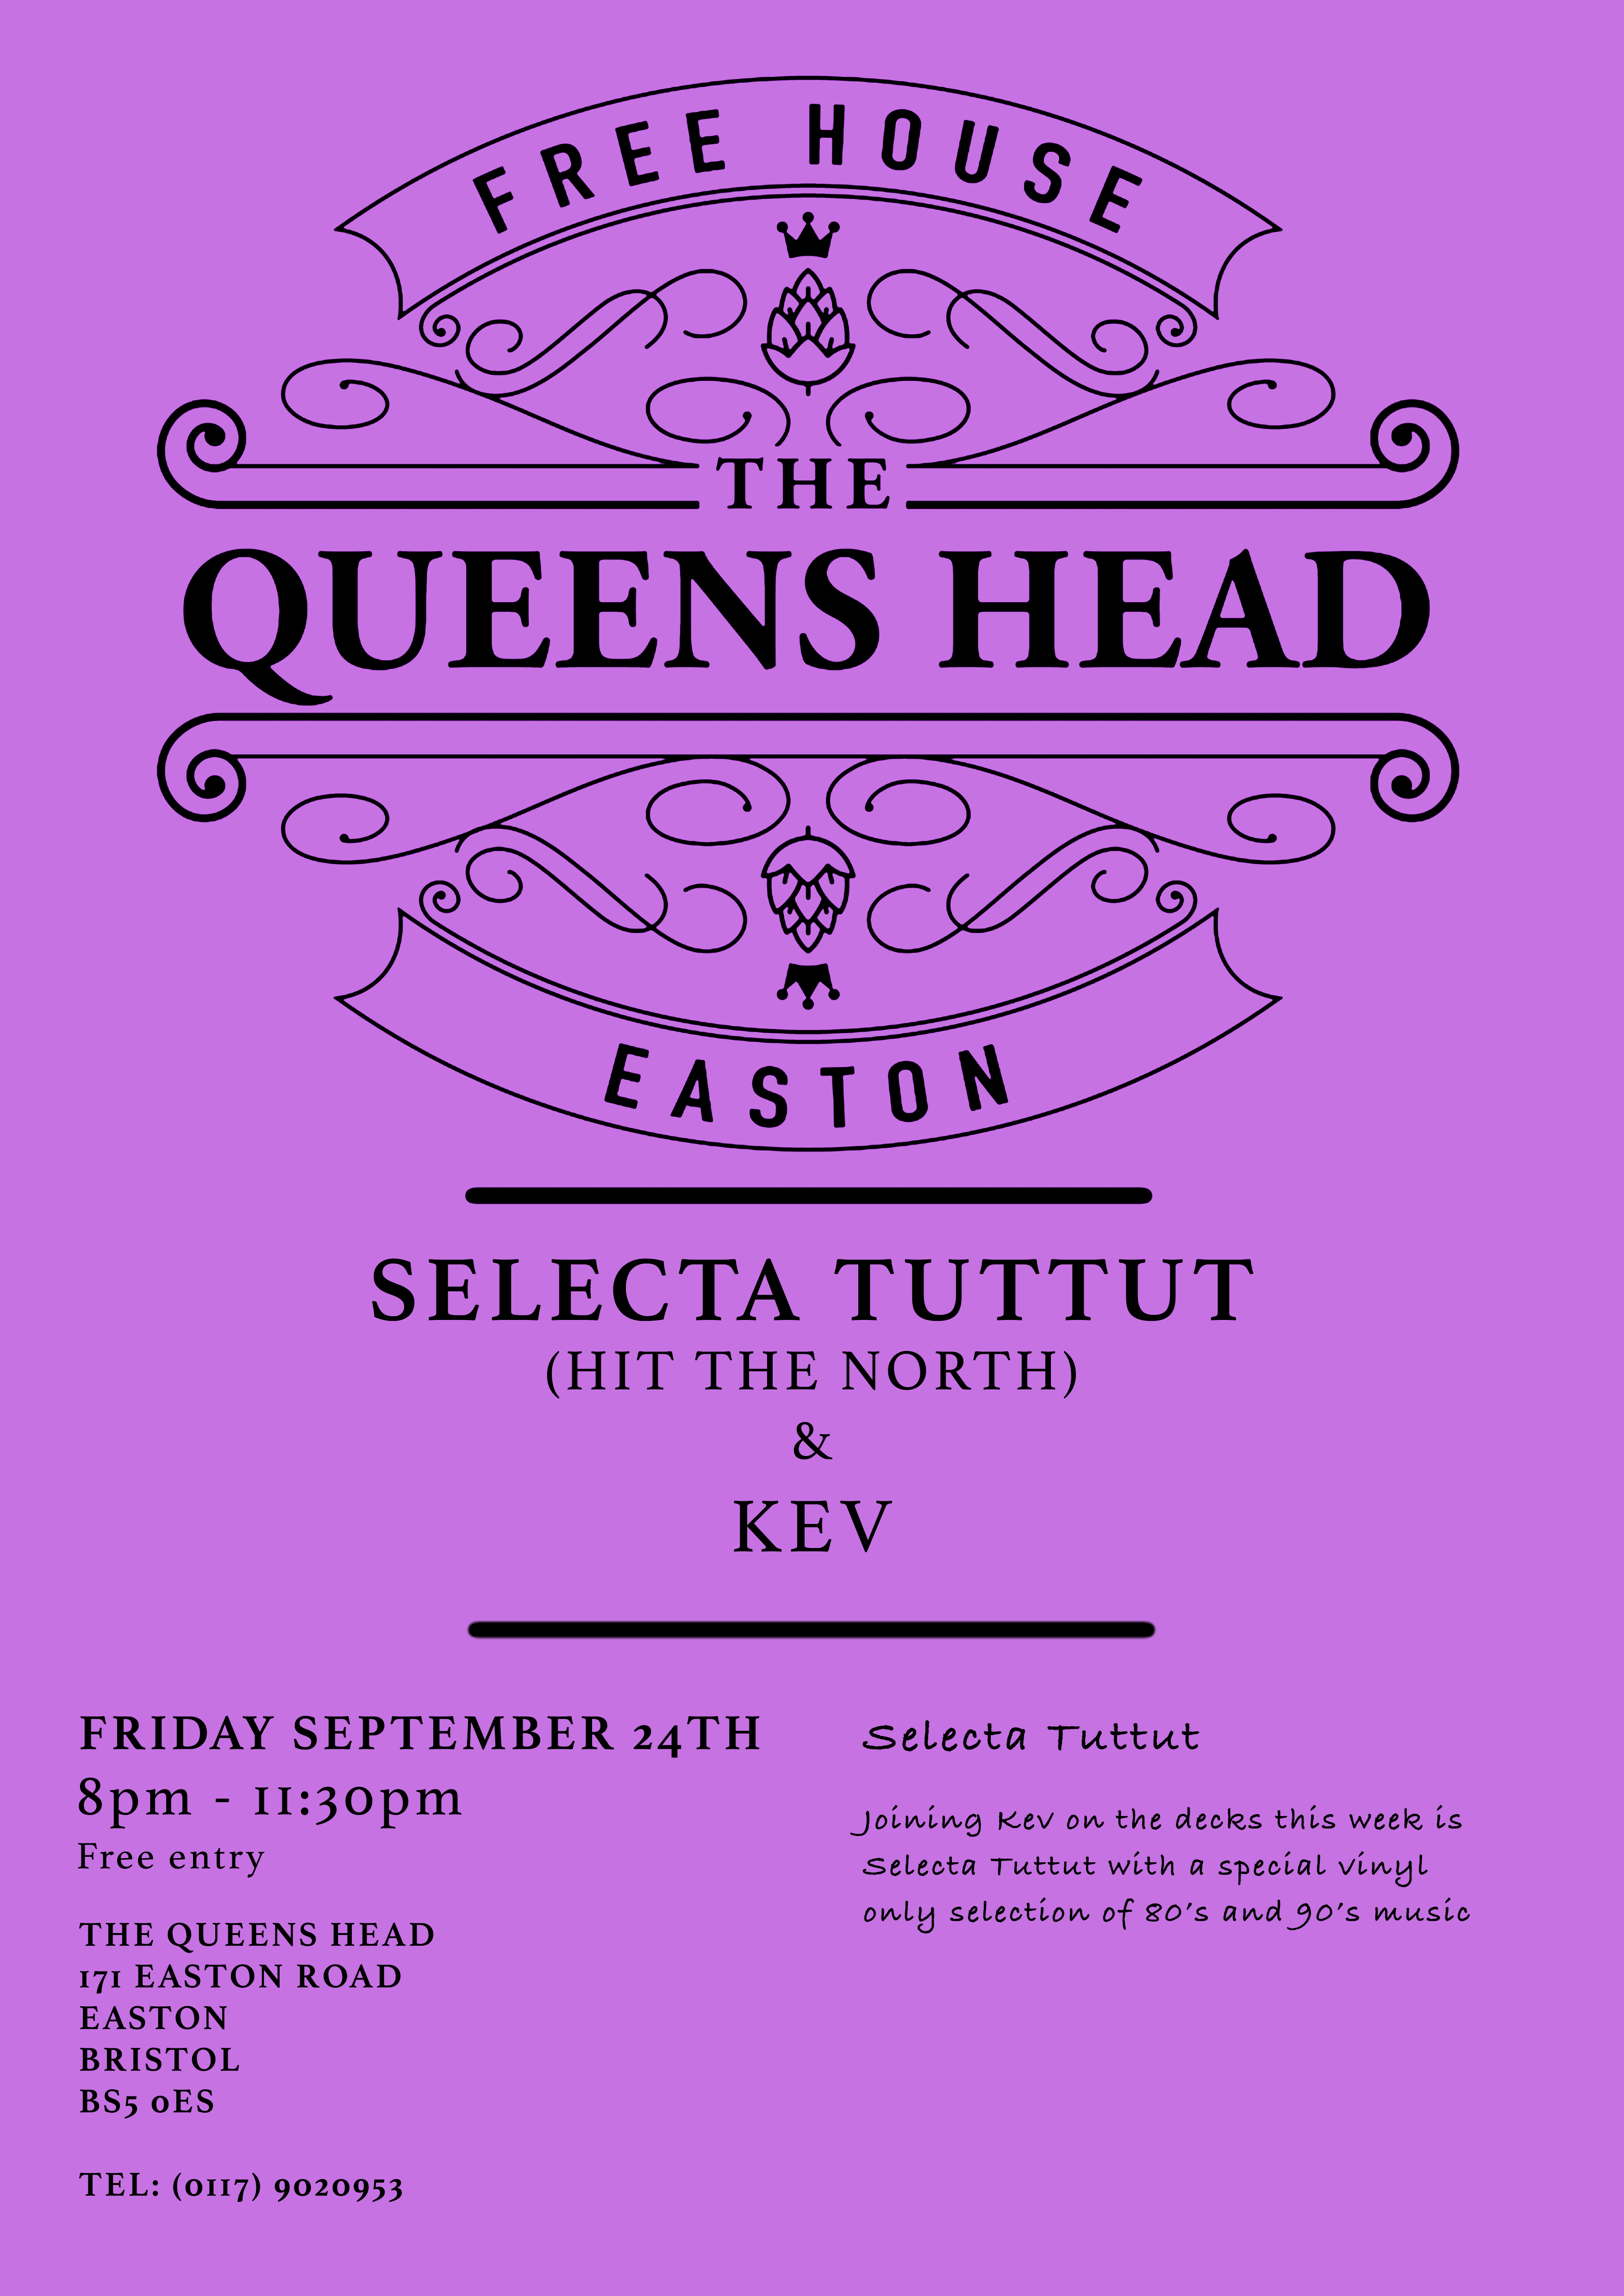 FREE HOUSE
THE
QUEENS HEAD
EASTON
SELECTA TUTTUT
(HIT THE NORTH)
&
KEV
FRIDAY SEPTEMBER 24TH
8pm - 11:30pm
Free entry
THE QUEENS HEAD
171 EASTON ROAD
EASTON
BRISTOL
BS5 0ES
TEL: (0117) 9020953
Selecta Tuttut
Joining Kev on the decks this week is
Selecta Tuttut with a special vinyl
only selection of 80's and 90's music